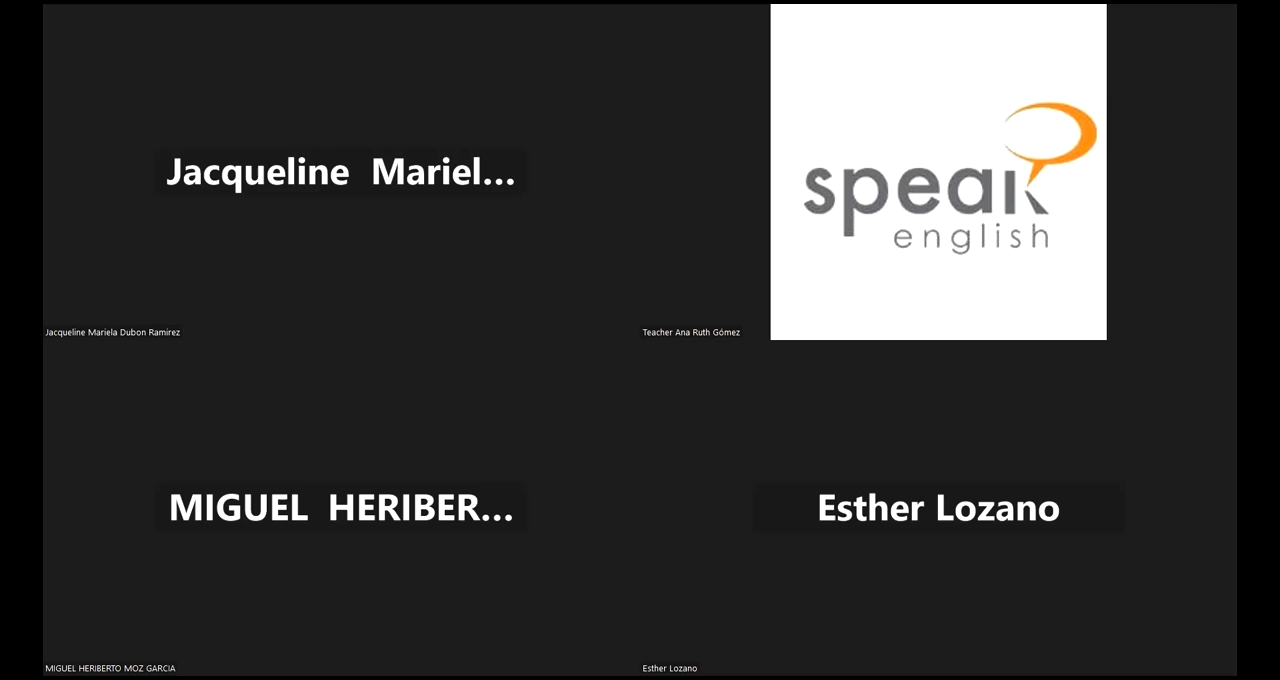 Jacqueline Mariel...
Jacqueline Mariela Dubon Ramirez
speak
english
Teacher Ana Ruth Gómez
MIGUEL HERIBER...
MIGUEL HERIBERTO MOZ GARCIA
Esther Lozano
Esther Lozano